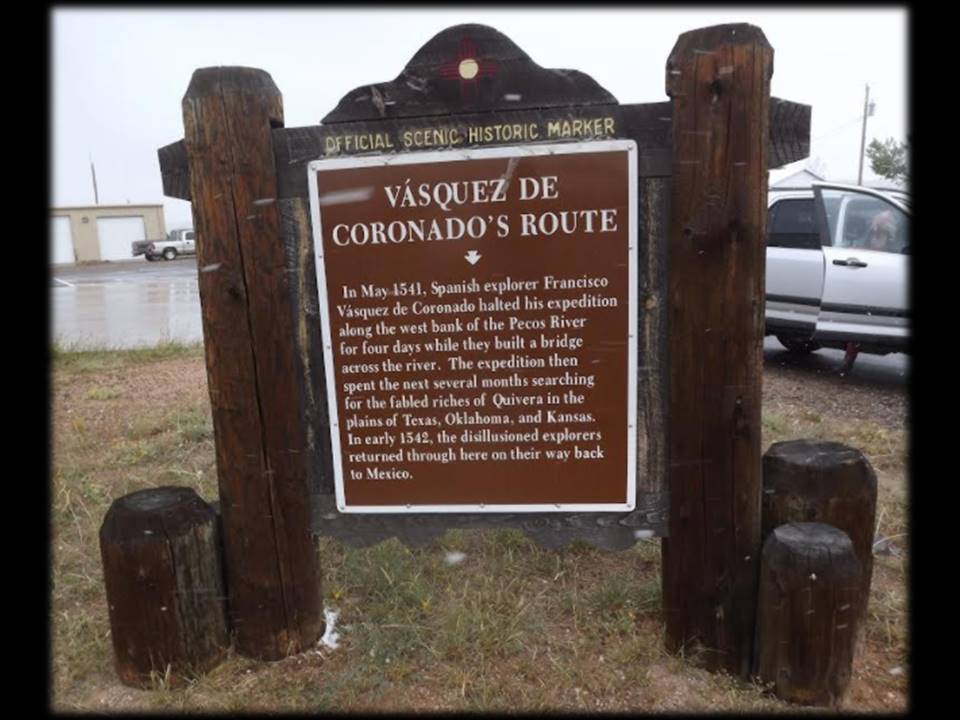 OFFICIAL SCENIC HISTORIC MARKER
VÁSQUEZ DE
CORONADO'S ROUTE
In May 1541, Spanish explorer Francisco
Vásquez de Coronado halted his expedition
along the west bank of the Pecos River
for four days while they built a bridge
across the river. The expedition then
spent the next several months searching
for the fabled riches of Quivera in the
plains of Texas, Oklahoma, and Kansas.
In early 1542, the disillusioned explorers
returned through here on their way back
to Mexico.